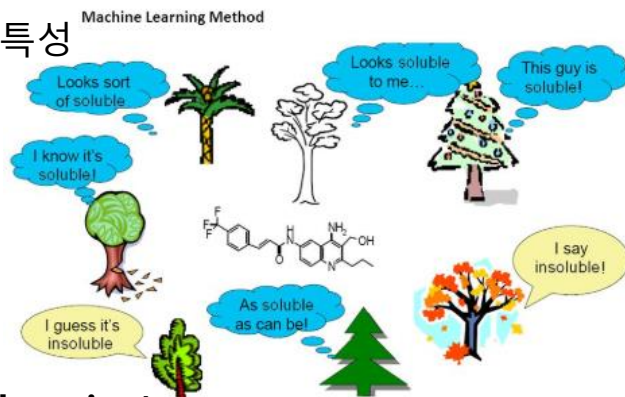 Machine Learning Method
특성
Looks sort
of soluble
Looks soluble
to me...
This guy is
soluble!
I know it's
soluble!
F
F
F
O
H
N
NH2
OH
N
I say
insoluble!
I guess it's
insoluble
As soluble
as can be!